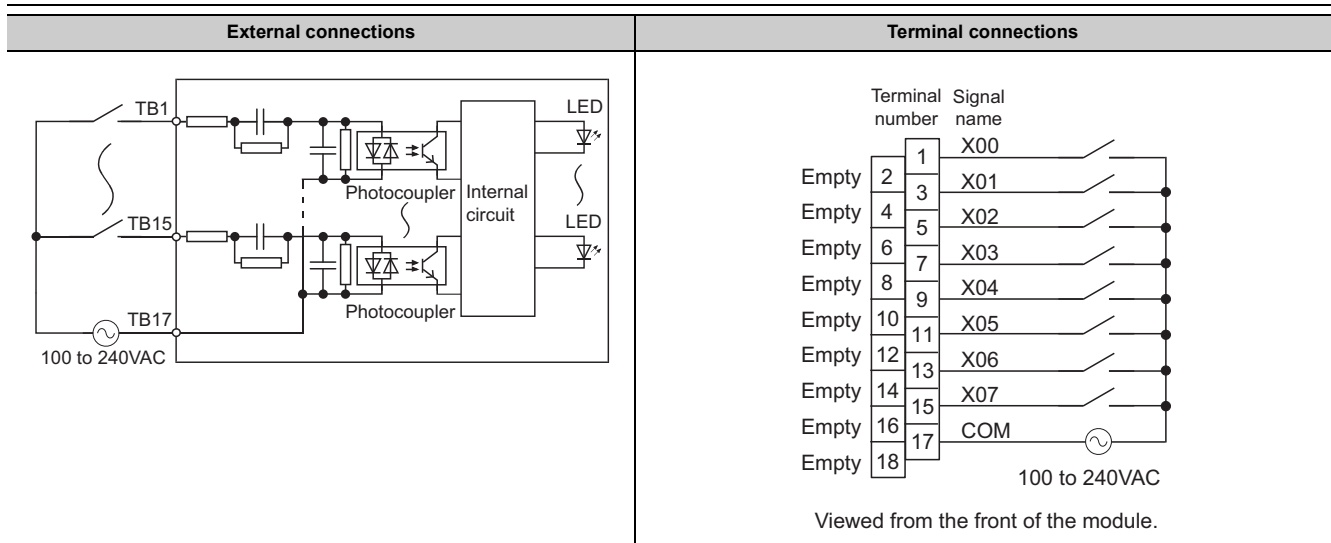 External connections
Terminal connections
TB1
LED
Photocoupler
Internal
circuit
TB15
LED
Photocoupler
TB17
100 to 240VAC
Terminal
number
Signal
name
1 X00
Empty 2
3 X01
Empty 4
5 X02
Empty 6
7 X03
Empty 8
9 X04
Empty 10
11 X05
Empty 12
13 X06
Empty 14
15 X07
Empty 16
17 COM
Empty 18
100 to 240VAC
Viewed from the front of the module.